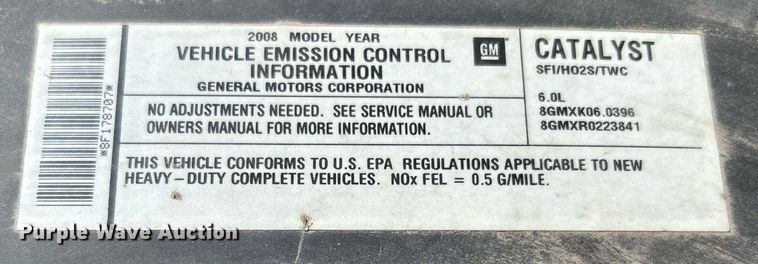 *8F178707*
2008 MODEL YEAR
VEHICLE EMISSION CONTROL
INFORMATION
GENERAL MOTORS CORPORATION
GM
CATALYST
SFI/HO2S/TWC
6.0L
8GMXK06.0396
8GMXR0223841
NO ADJUSTMENTS NEEDED. SEE SERVICE MANUAL OR
OWNERS MANUAL FOR MORE INFORMATION.
THIS VEHICLE CONFORMS TO U.S. EPA REGULATIONS APPLICABLE TO NEW
HEAVY-DUTY COMPLETE VEHICLES. NOx FEL = 0.5 G/MILE.
Purple Wave Auction